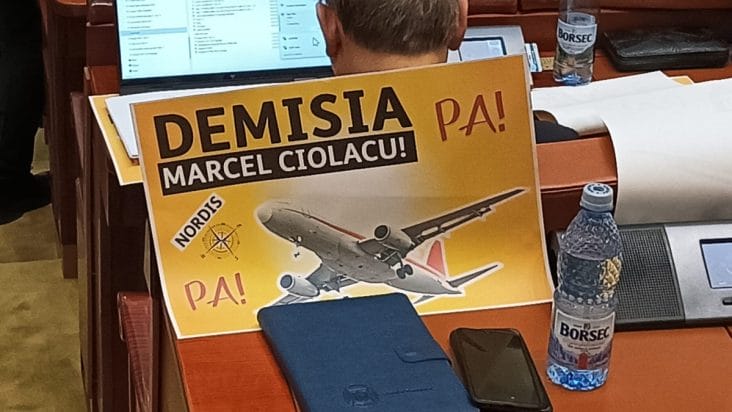 DEMISIA
MARCEL CIOLACU!
PA!
NORDIS
PA!
BORSEC
BORSEC